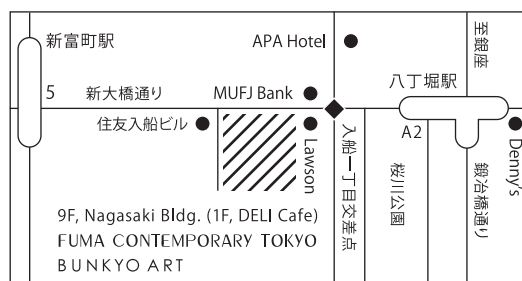 新富町駅
APA Hotel
至銀座
5
新大橋通り
MUFJ Bank
八丁堀駅
住友入船ビル
Lawson
入船一丁目交差点
A2
桜川公園
鍛冶橋通り
Denny's
9F, Nagasaki Bldg. (1F, DELI Cafe)
FUMA CONTEMPORARY TOKYO
BUNKYO ART